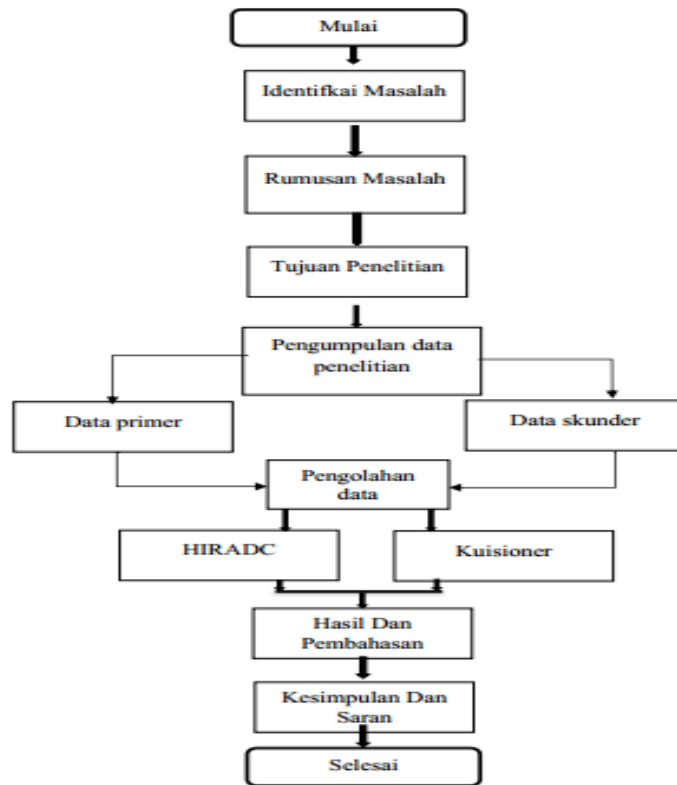 Mulai
Identifkai Masalah
Rumusan Masalah
Tujuan Penelitian
Pengumpulan data
penelitian
Data primer
Data skunder
Pengolahan
data
HIRADC
Kuisioner
Hasil Dan
Pembahasan
Kesimpulan Dan
Saran
Selesai